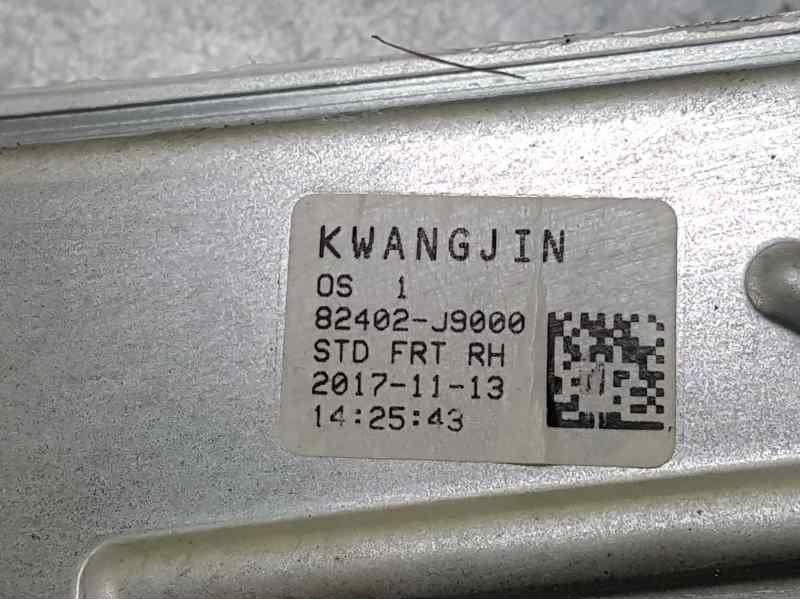 KWANGJIN
OS 1
82402-J9000
STD FRT RH
2017-11-13
14:25:43